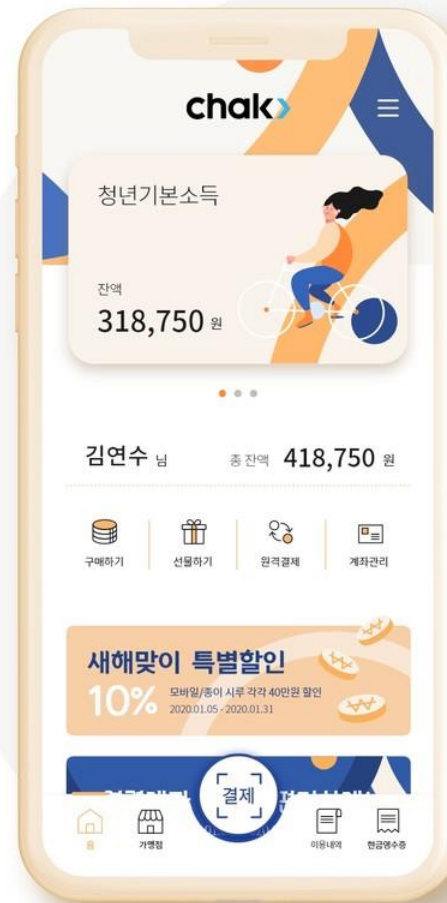 chak
청년기본소득
잔액
318,750 원
김연수 님 총 잔액 418,750 원
구매하기 선물하기 원격결제 계좌관리
새해맞이 특별할인
10% 모바일/종이 시루 각각 40만원 할인
2020.01.05 - 2020.01.31
결제
홈 가맹점 이용내역 현금영수증